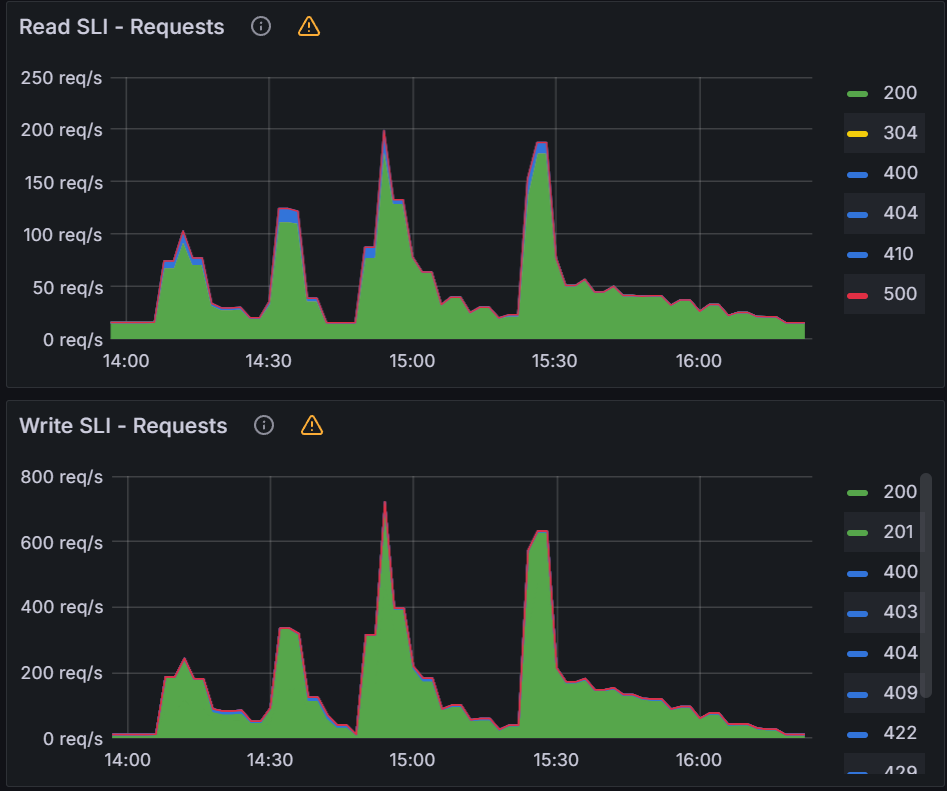 Read SLI - Requests
250 req/s
200 req/s
150 req/s
100 req/s
50 req/s
0 req/s
14:00 14:30 15:00 15:30 16:00
200
304
400
404
410
500
Write SLI - Requests
800 req/s
600 req/s
400 req/s
200 req/s
0 req/s
14:00 14:30 15:00 15:30 16:00
200
201
400
403
404
409
422
429